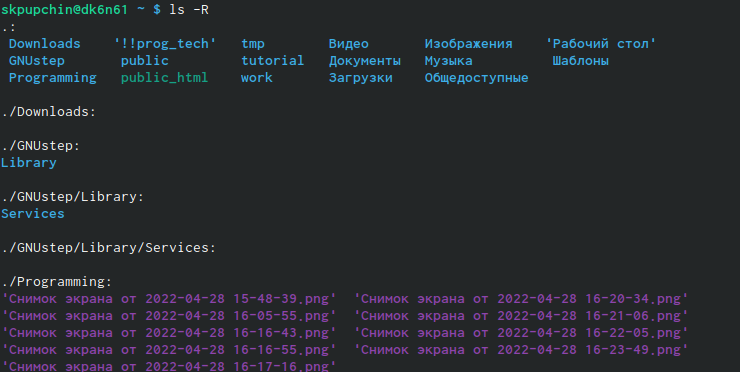 skpupchin@dk6n61 ~ $ ls -R
.:
Downloads '!!prog_tech' tmp Видео Изображения 'Рабочий стол'
GNUstep public tutorial Документы Музыка Шаблоны
Programming public_html work Загрузки Общедоступные
./Downloads:
./GNUstep:
Library
./GNUstep/Library:
Services
./GNUstep/Library/Services:
./Programming:
'Снимок экрана от 2022-04-28 15-48-39.png' 'Снимок экрана от 2022-04-28 16-20-34.png'
'Снимок экрана от 2022-04-28 16-05-55.png' 'Снимок экрана от 2022-04-28 16-21-06.png'
'Снимок экрана от 2022-04-28 16-16-43.png' 'Снимок экрана от 2022-04-28 16-22-05.png'
'Снимок экрана от 2022-04-28 16-16-55.png' 'Снимок экрана от 2022-04-28 16-23-49.png'
'Снимок экрана от 2022-04-28 16-17-16.png'